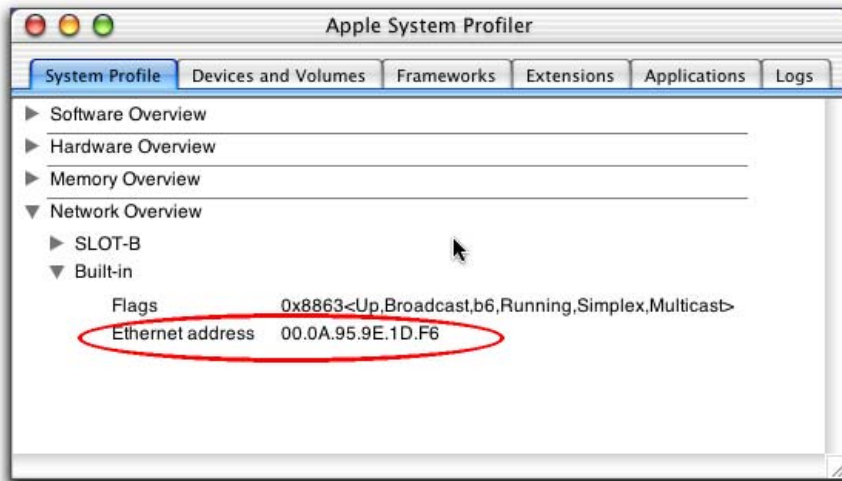 Apple System Profiler
System Profile Devices and Volumes Frameworks Extensions Applications Logs
Software Overview
Hardware Overview
Memory Overview
Network Overview
SLOT-B
Built-in
Flags 0x8863<Up,Broadcast,b6,Running,Simplex,Multicast>
Ethernet address 00.0A.95.9E.1D.F6